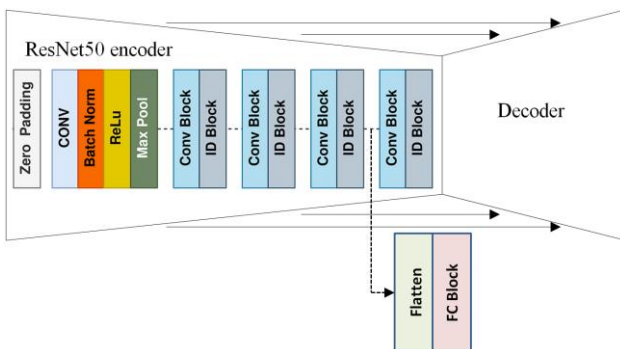 ResNet50 encoder
Zero Padding
CONV
Batch Norm
ReLu
Max Pool
Conv Block
ID Block
Conv Block
ID Block
Conv Block
ID Block
Conv Block
ID Block
Decoder
Flatten
FC Block